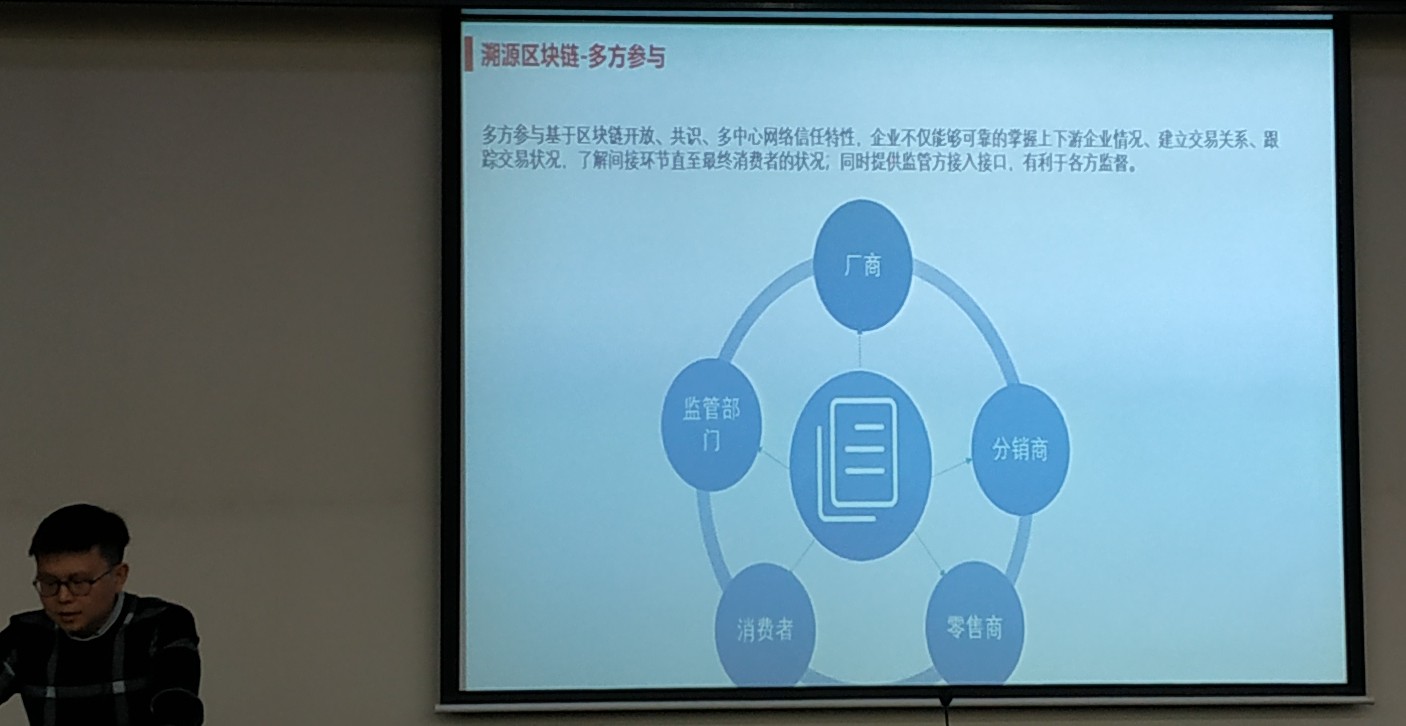 溯源区块链-多方参与
多方参与基于区块链开放、共识、多中心网络信任特性，企业不仅能够可靠的掌握上下游企业情况、建立交易关系、跟
踪交易状况，了解间接环节直至最终消费者的状况；同时提供监管方接入接口，有利于各方监督。
厂商
监管部
门
分销商
消费者
零售商